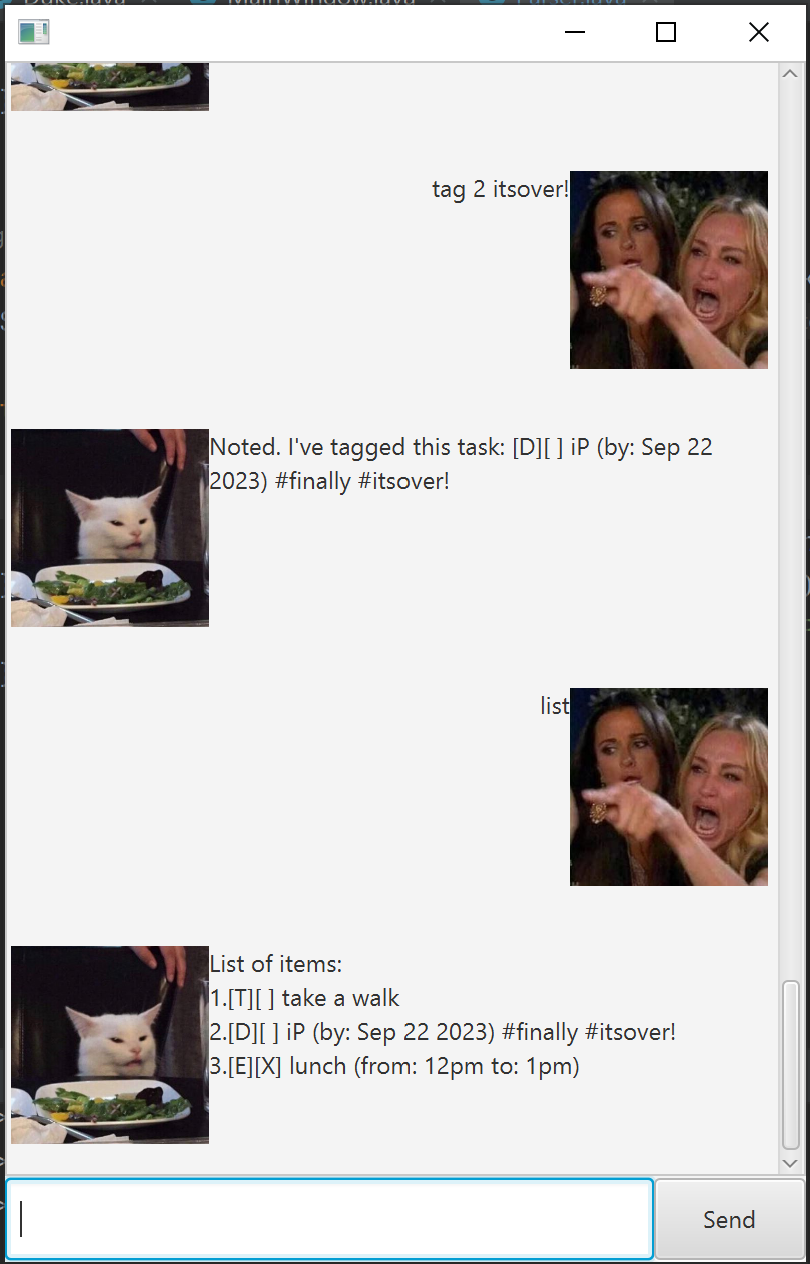 tag 2 itsover!
Noted. I've tagged this task: [D][ ] iP (by: Sep 22
2023) #finally #itsover!
list
List of items:
1.[T][ ] take a walk
2.[D][ ] iP (by: Sep 22 2023) #finally #itsover!
3.[E][X] lunch (from: 12pm to: 1pm)
Send